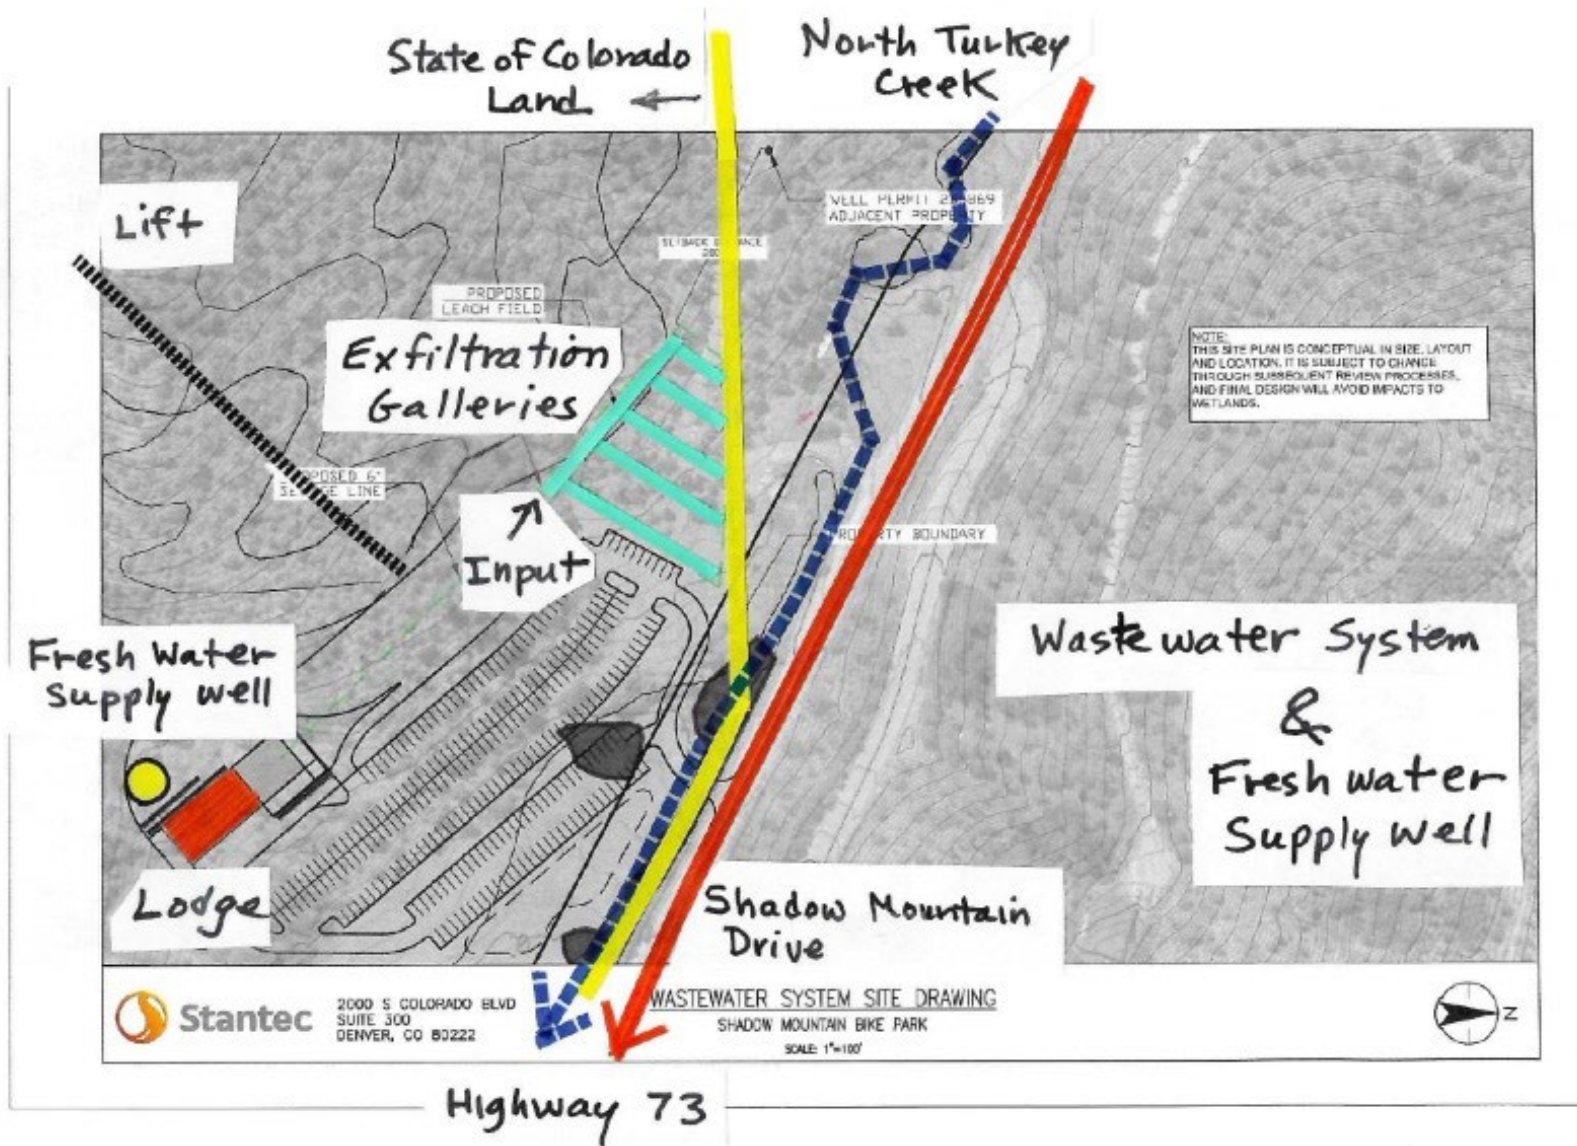 State of Colorado
Land
North Turkey
Creek
Lift
WELL PERMIT
ADJACENT PROPERTY
PROPOSED
LEACH FIELD
Exfiltration
Galleries
NOTE:
THIS SITE PLAN IS CONCEPTUAL IN SIZE, LAYOUT
AND LOCATION. IT IS SUBJECT TO CHANGE
THROUGH SUBSEQUENT REVIEW PROCESSES,
AND FINAL DESIGN WILL AVOID IMPACTS TO
WETLANDS.
6"
LINE
BOUNDARY
Input
Fresh Water
Supply well
Wastewater System
&
Fresh water
Supply well
Lodge
Shadow Mountain
Drive
Stantec
2000 S COLORADO BLVD
SUITE 300
DENVER, CO 80222
WASTEWATER SYSTEM SITE DRAWING
SHADOW MOUNTAIN BIKE PARK
SCALE: 1"=100'
Z
Highway 73